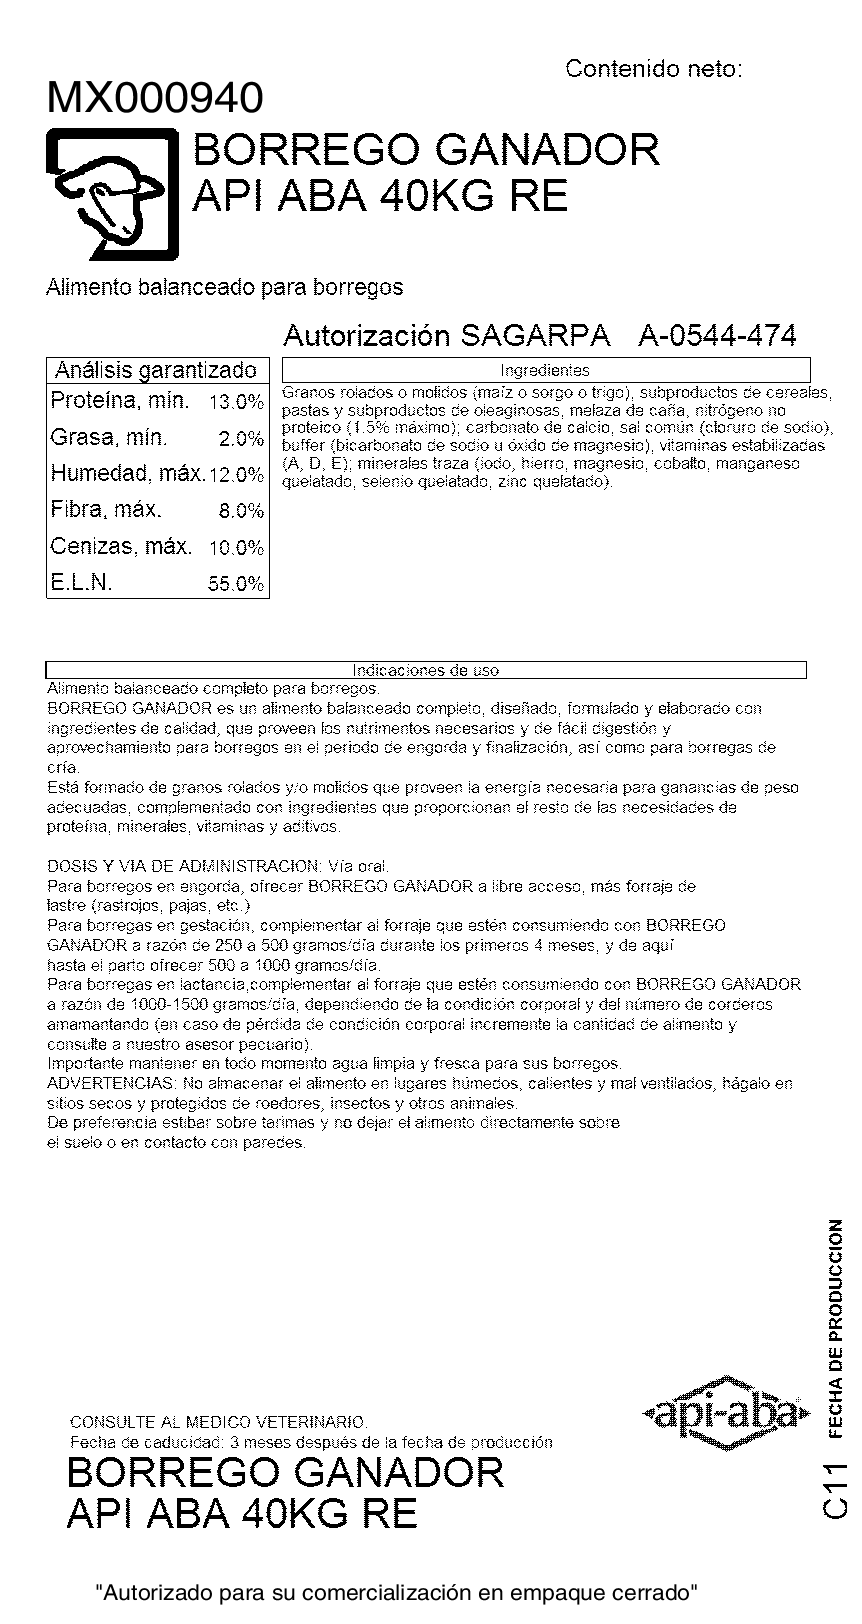 Contenido neto:
MX000940
BORREGO GANADOR
API ABA 40KG RE
Alimento balanceado para borregos
Autorización SAGARPA A-0544-474
Análisis garantizado
Proteína, mín. 13.0%
Grasa, mín. 2.0%
Humedad, máx. 12.0%
Fibra, máx. 8.0%
Cenizas, máx. 10.0%
E.L.N. 55.0%
Ingredientes
Granos rolados o molidos (maíz o sorgo o trigo), subproductos de cereales,
pastas y subproductos de oleaginosas, melaza de caña, nitrógeno no
proteico (1.5% máximo); carbonato de calcio, sal común (cloruro de sodio),
buffer (bicarbonato de sodio u óxido de magnesio), vitaminas estabilizadas
(A, D, E); minerales traza (iodo, hierro, magnesio, cobalto, manganeso
quelatado, selenio quelatado, zinc quelatado).
Indicaciones de uso
Alimento balanceado completo para borregos.
BORREGO GANADOR es un alimento balanceado completo, diseñado, formulado y elaborado con
ingredientes de calidad, que proveen los nutrimentos necesarios y de fácil digestión y
aprovechamiento para borregos en el periodo de engorda y finalización, así como para borregas de
cría.
Está formado de granos rolados y/o molidos que proveen la energía necesaria para ganancias de peso
adecuadas, complementado con ingredientes que proporcionan el resto de las necesidades de
proteína, minerales, vitaminas y aditivos.
DOSIS Y VIA DE ADMINISTRACION: Vía oral.
Para borregos en engorda, ofrecer BORREGO GANADOR a libre acceso, más forraje de
lastre (rastrojos, pajas, etc.)
Para borregas en gestación, complementar al forraje que estén consumiendo con BORREGO
GANADOR a razón de 250 a 500 gramos/día durante los primeros 4 meses, y de aquí
hasta el parto ofrecer 500 a 1000 gramos/día.
Para borregas en lactancia,complementar al forraje que estén consumiendo con BORREGO GANADOR
a razón de 1000-1500 gramos/día, dependiendo de la condición corporal y del número de corderos
amamantando (en caso de pérdida de condición corporal incremente la cantidad de alimento y
consulte a nuestro asesor pecuario).
Importante mantener en todo momento agua limpia y fresca para sus borregos.
ADVERTENCIAS: No almacenar el alimento en lugares húmedos, calientes y mal ventilados, hágalo en
sitios secos y protegidos de roedores, insectos y otros animales.
De preferencia estibar sobre tarimas y no dejar el alimento directamente sobre
el suelo o en contacto con paredes.
FECHA DE PRODUCCION
C11
api-aba
CONSULTE AL MEDICO VETERINARIO.
Fecha de caducidad: 3 meses después de la fecha de producción
BORREGO GANADOR
API ABA 40KG RE
"Autorizado para su comercialización en empaque cerrado"